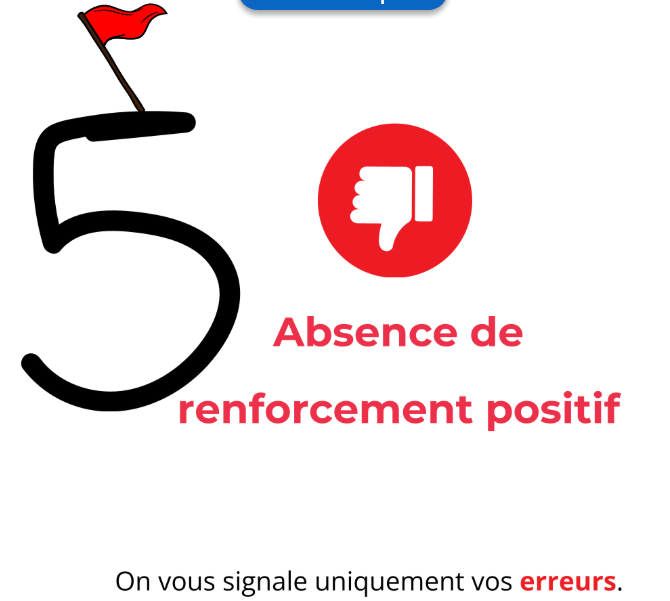 5
Absence de
renforcement positif
On vous signale uniquement vos erreurs.